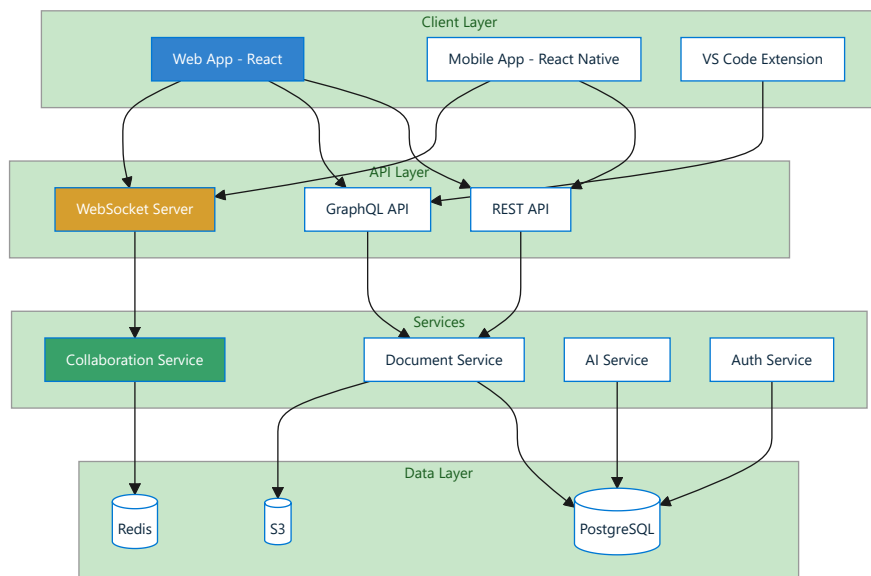 Client Layer
Web App - React
Mobile App - React Native
VS Code Extension
API Layer
WebSocket Server
GraphQL API
REST API
Services
Collaboration Service
Document Service
AI Service
Auth Service
Data Layer
Redis
S3
PostgreSQL